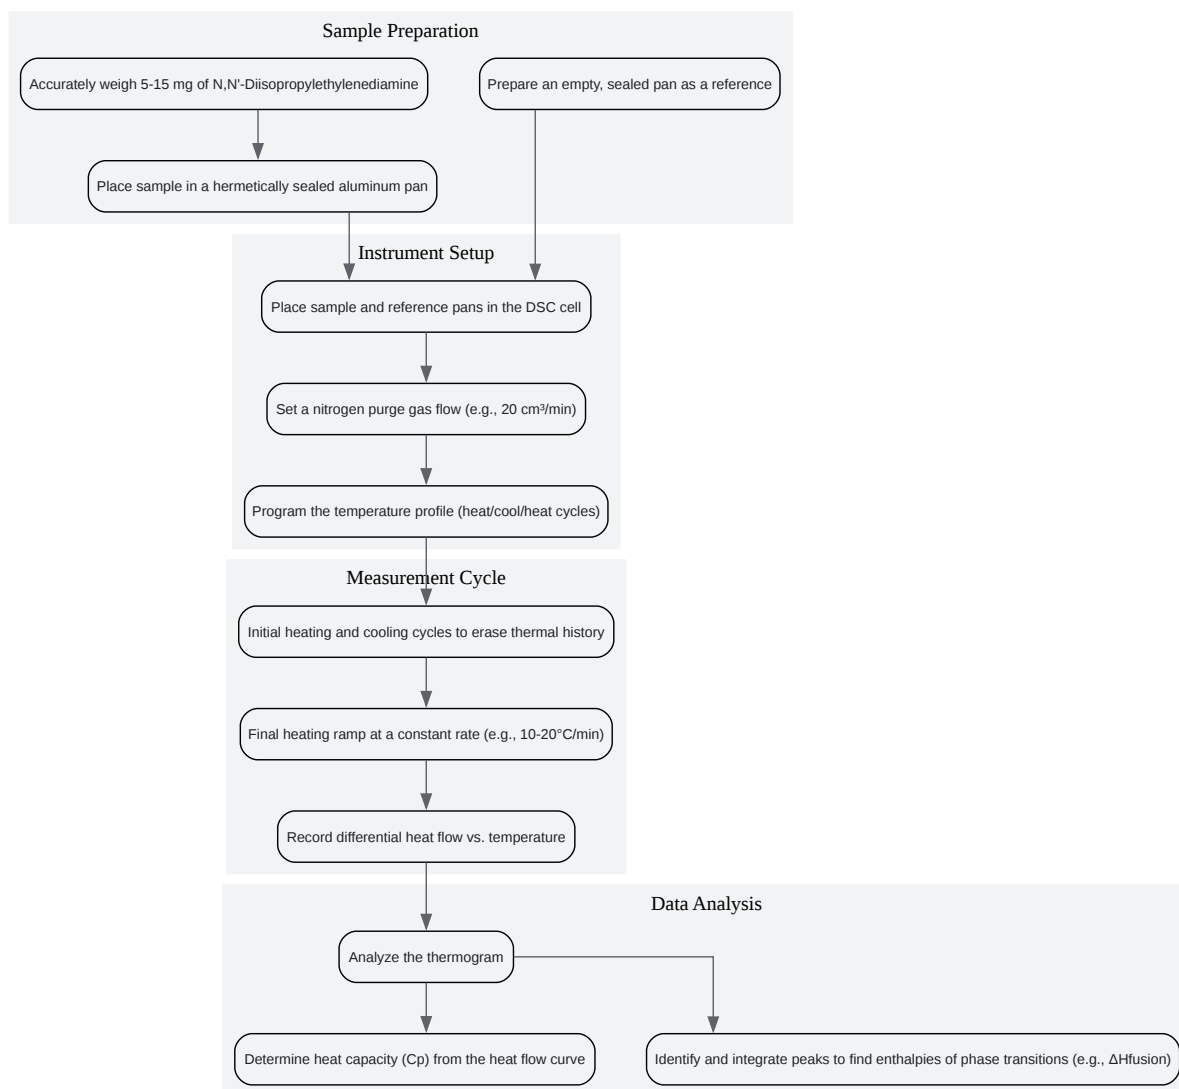 Sample Preparation
Accurately weigh 5-15 mg of N,N'-Diisopropylethylenediamine
Prepare an empty, sealed pan as a reference
Place sample in a hermetically sealed aluminum pan
Instrument Setup
Place sample and reference pans in the DSC cell
Set a nitrogen purge gas flow (e.g., 20 cm³/min)
Program the temperature profile (heat/cool/heat cycles)
Measurement Cycle
Initial heating and cooling cycles to erase thermal history
Final heating ramp at a constant rate (e.g., 10-20°C/min)
Record differential heat flow vs. temperature
Data Analysis
Analyze the thermogram
Determine heat capacity (Cp) from the heat flow curve
Identify and integrate peaks to find enthalpies of phase transitions (e.g., ΔHfusion)